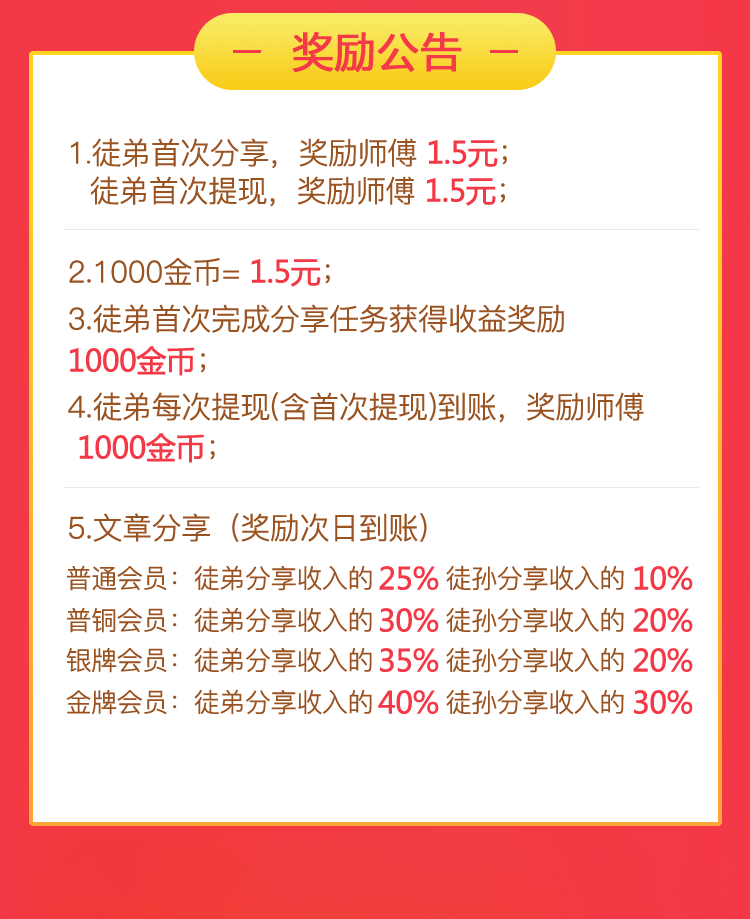 — 奖励公告 —
1.徒弟首次分享，奖励师傅 1.5元；
徒弟首次提现，奖励师傅 1.5元；
2.1000金币= 1.5元；
3.徒弟首次完成分享任务获得收益奖励
1000金币；
4.徒弟每次提现(含首次提现)到账，奖励师傅
1000金币；
5.文章分享（奖励次日到账）
普通会员：徒弟分享收入的 25% 徒孙分享收入的 10%
普铜会员：徒弟分享收入的 30% 徒孙分享收入的 20%
银牌会员：徒弟分享收入的 35% 徒孙分享收入的 20%
金牌会员：徒弟分享收入的 40% 徒孙分享收入的 30%